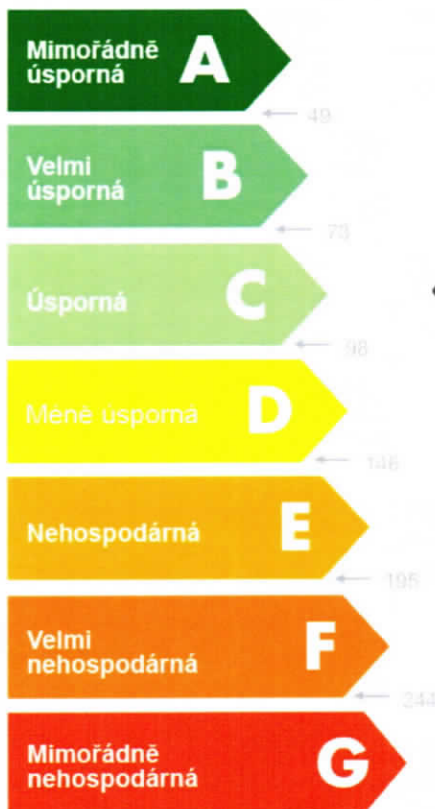 Mimořádně
úsporná
A
49
Velmi
úsporná
B
73
Úsporná
C
98
Méně úsporná
D
146
Nehospodárná
E
195
Velmi
nehospodárná
F
244
Mimořádně
nehospodárná
G